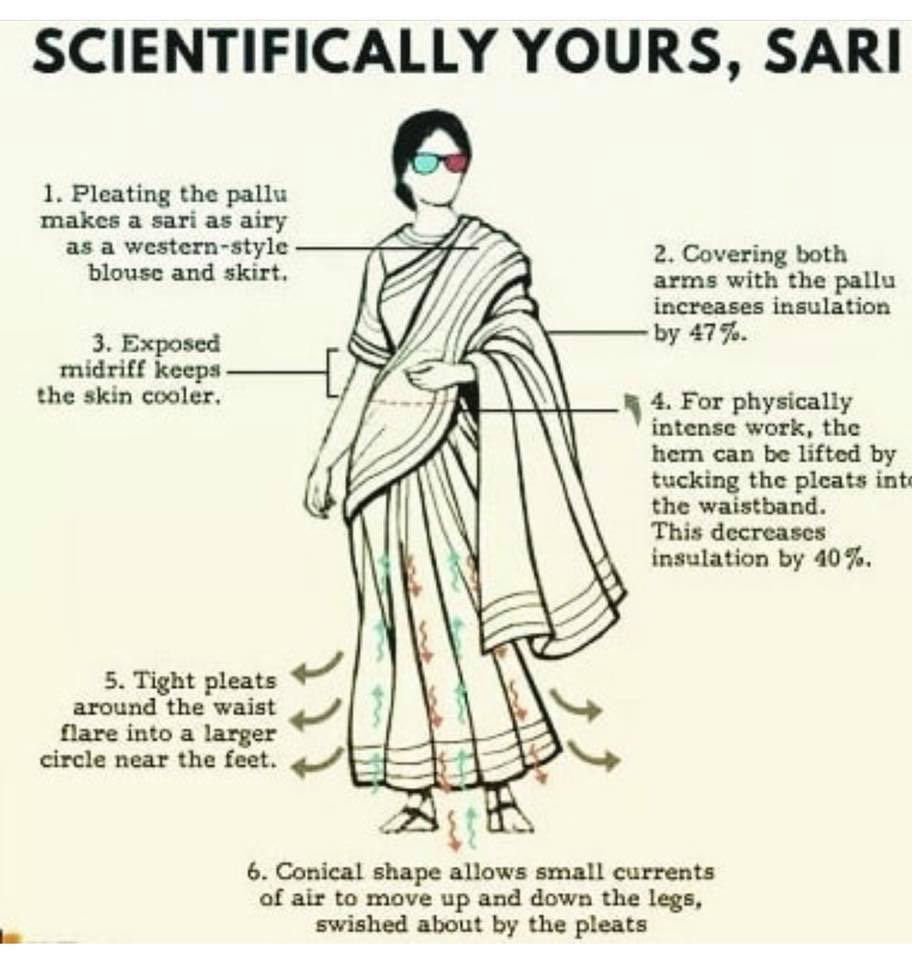 SCIENTIFICALLY YOURS, SARI
1. Pleating the pallu
makes a sari as airy
as a western-style
blouse and skirt.
2. Covering both
arms with the pallu
increases insulation
by 47%.
3. Exposed
midriff keeps
the skin cooler.
4. For physically
intense work, the
hem can be lifted by
tucking the pleats into
the waistband.
This decreases
insulation by 40%.
5. Tight pleats
around the waist
flare into a larger
circle near the feet.
6. Conical shape allows small currents
of air to move up and down the legs,
swished about by the pleats